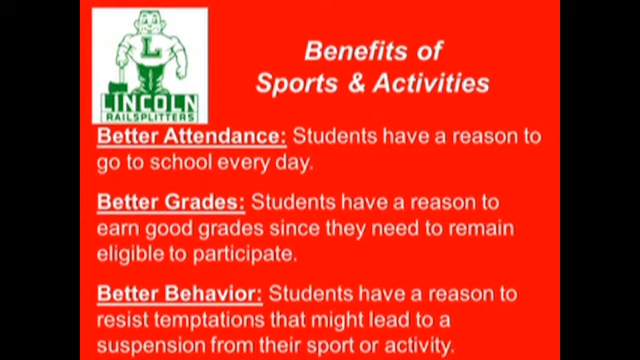 L
LINCOLN
RAILSPLITTERS
Benefits of
Sports & Activities
Better Attendance: Students have a reason to
go to school every day.
Better Grades: Students have a reason to
earn good grades since they need to remain
eligible to participate.
Better Behavior: Students have a reason to
resist temptations that might lead to a
suspension from their sport or activity.